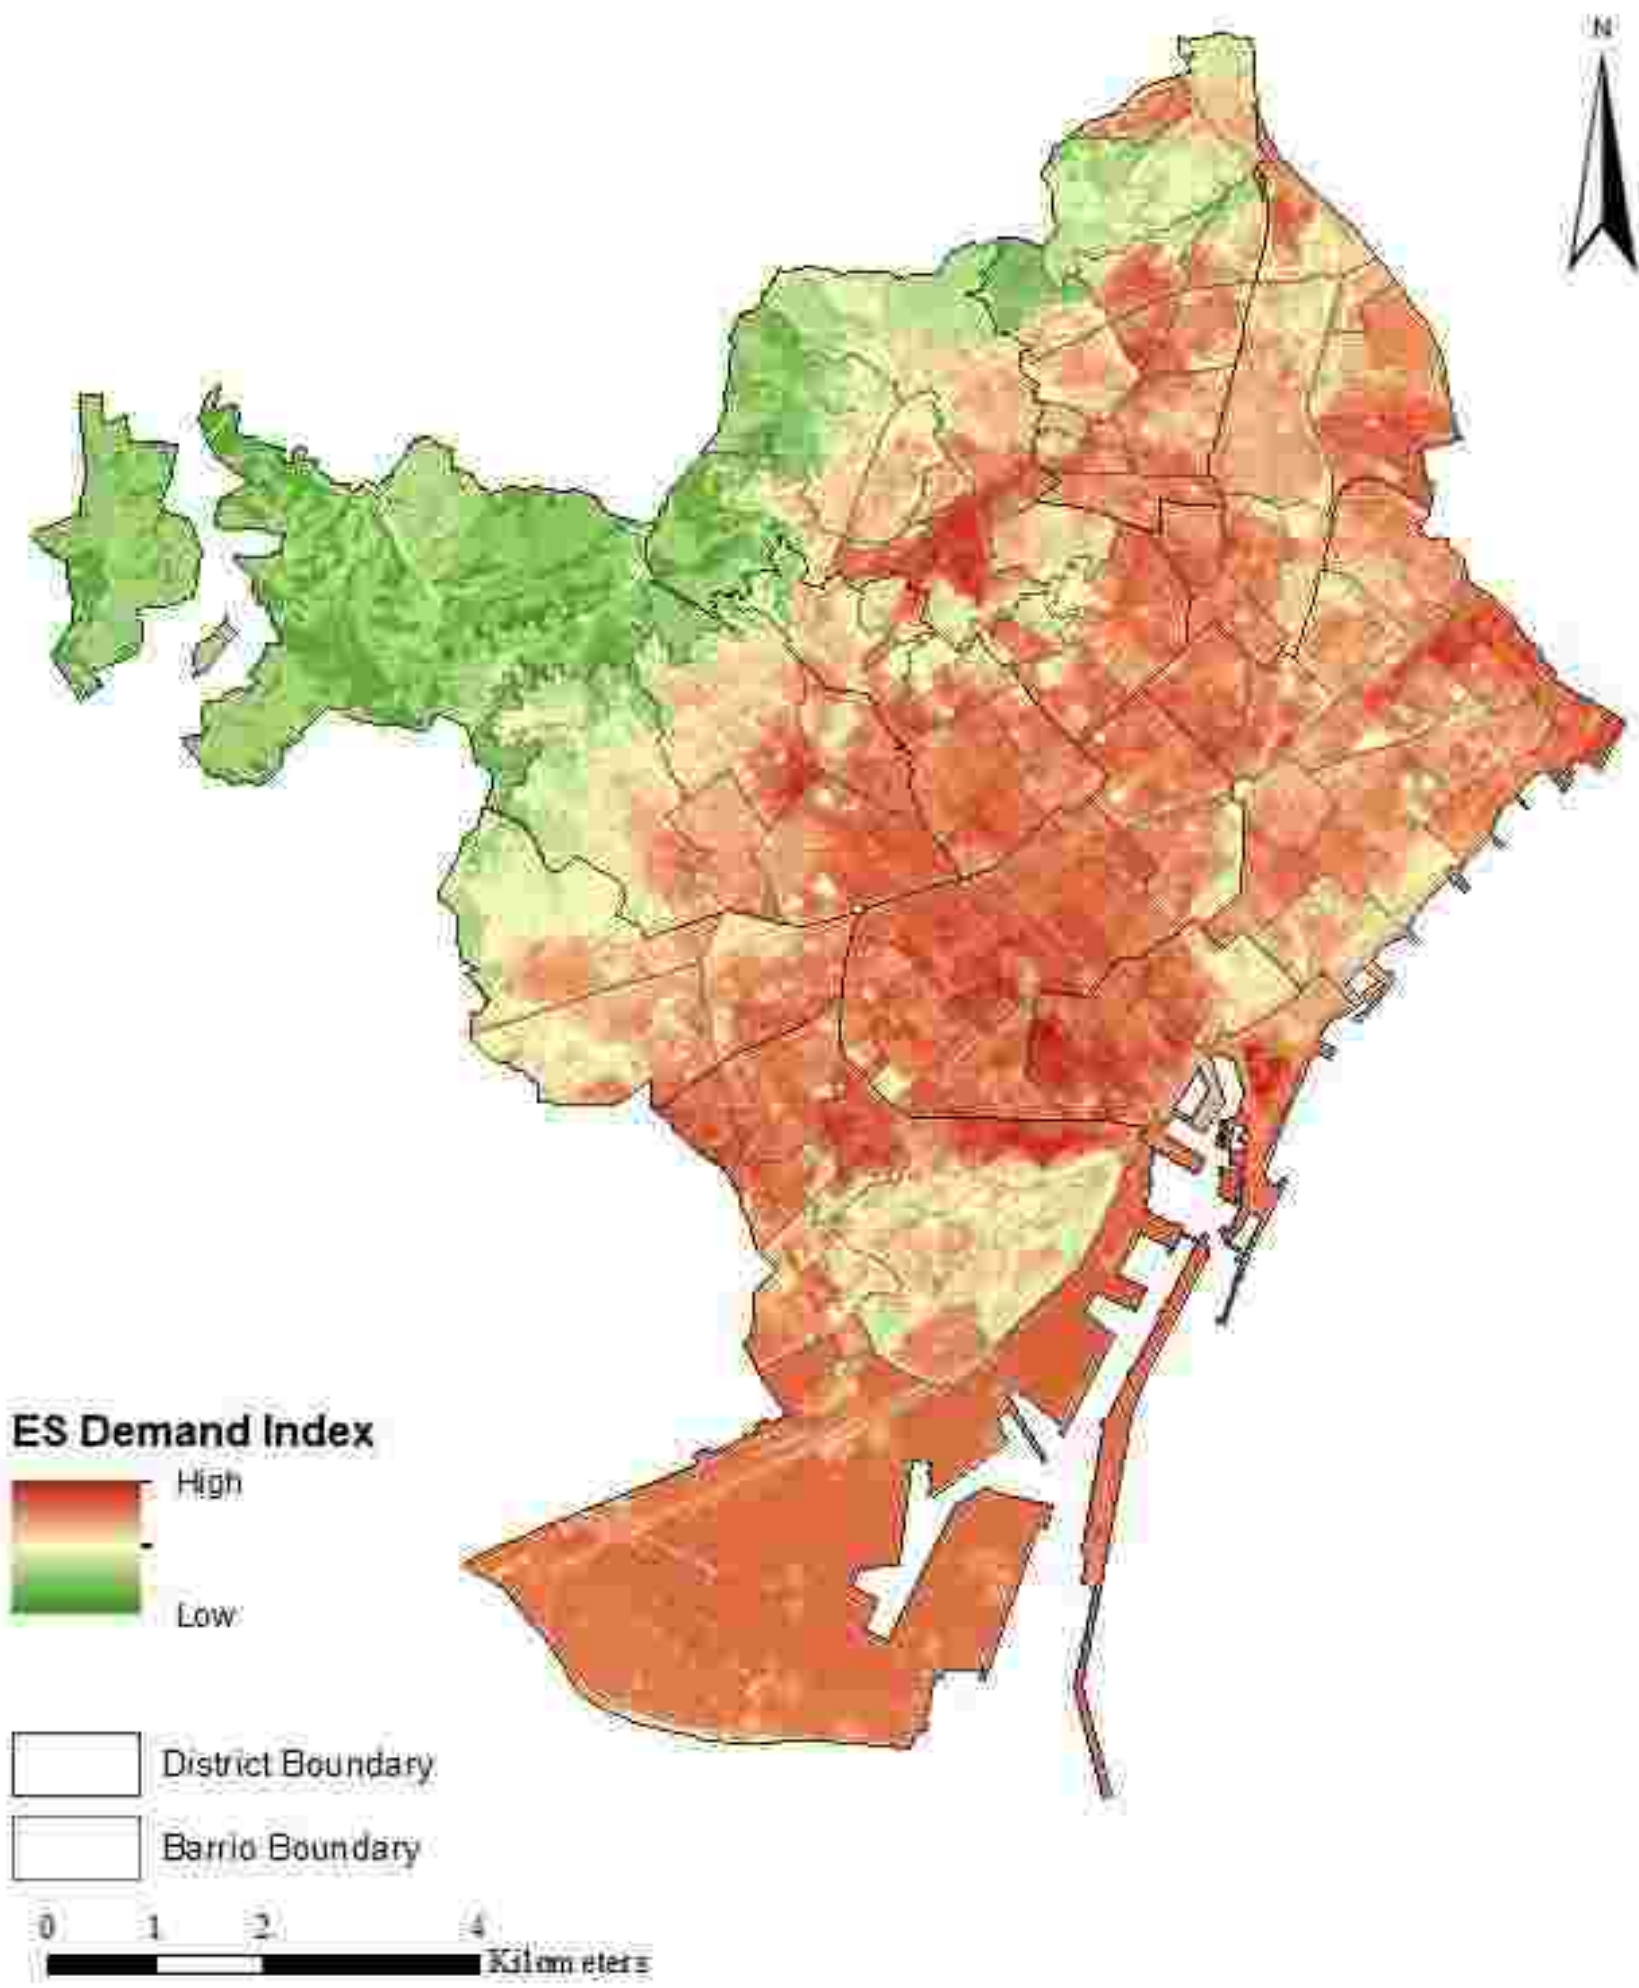 N
ES Demand Index
High
Low
District Boundary
Barrio Boundary
0 1 2 4
Kilometers